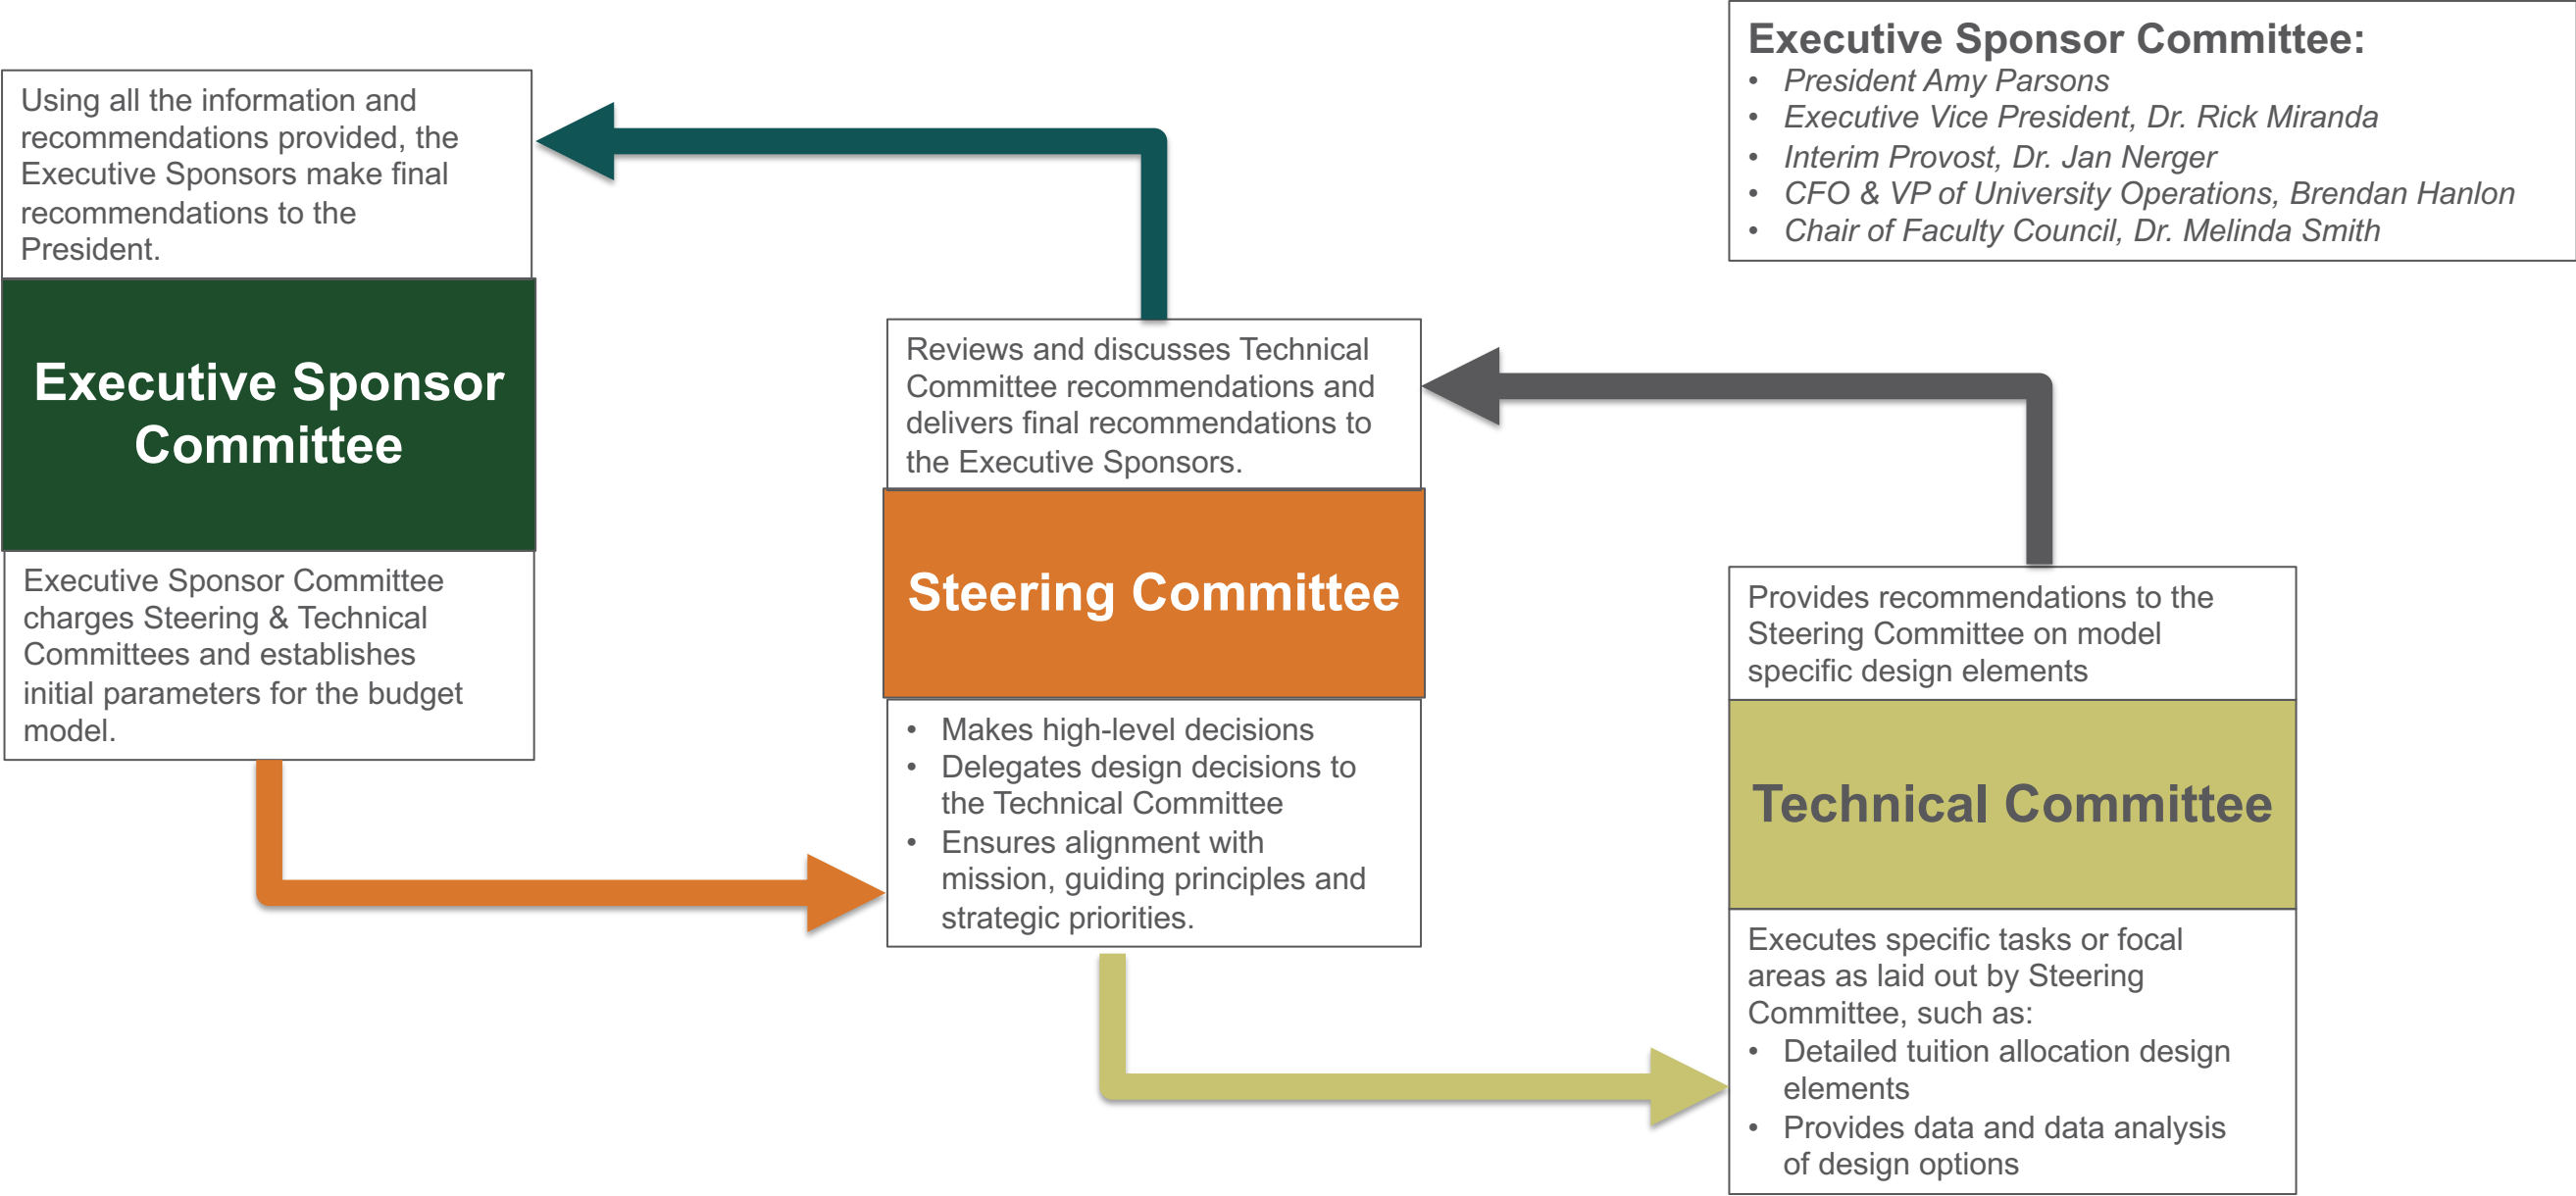 Executive Sponsor Committee:
• President Amy Parsons
• Executive Vice President, Dr. Rick Miranda
• Interim Provost, Dr. Jan Nerger
• CFO & VP of University Operations, Brendan Hanlon
• Chair of Faculty Council, Dr. Melinda Smith
Using all the information and
recommendations provided, the
Executive Sponsors make final
recommendations to the
President.
Executive Sponsor
Committee
Executive Sponsor Committee
charges Steering & Technical
Committees and establishes
initial parameters for the budget
model.
Reviews and discusses Technical
Committee recommendations and
delivers final recommendations to
the Executive Sponsors.
Steering Committee
• Makes high-level decisions
• Delegates design decisions to
the Technical Committee
• Ensures alignment with
mission, guiding principles and
strategic priorities.
Provides recommendations to the
Steering Committee on model
specific design elements
Technical Committee
Executes specific tasks or focal
areas as laid out by Steering
Committee, such as:
• Detailed tuition allocation design
elements
• Provides data and data analysis
of design options